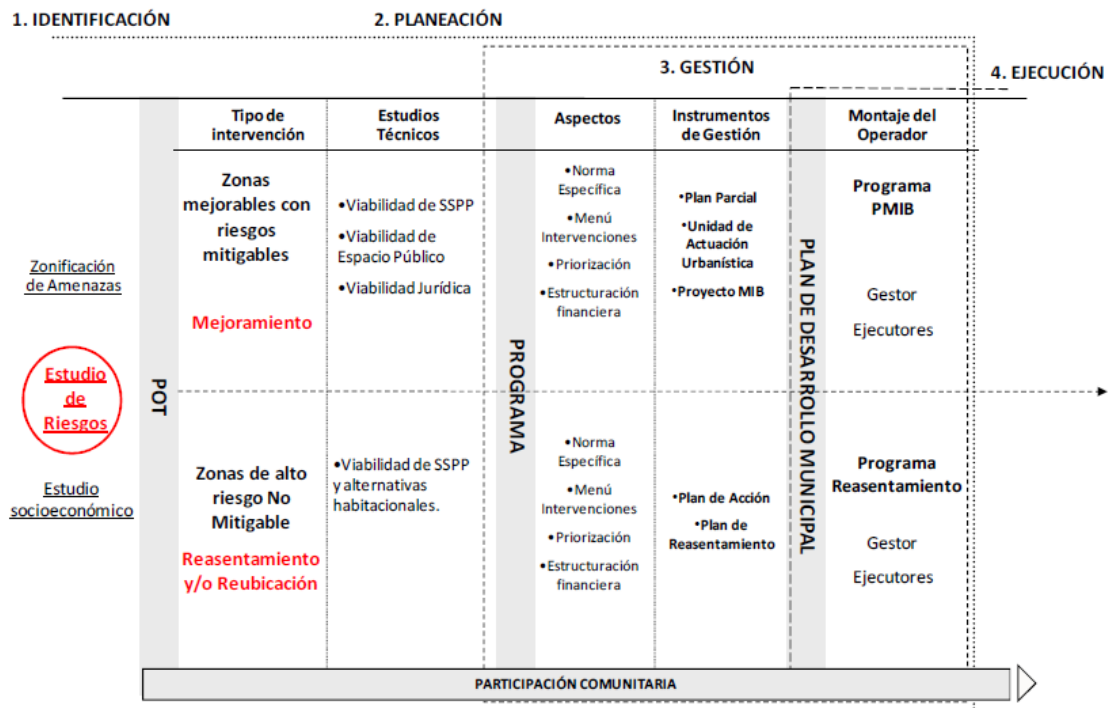 1. IDENTIFICACIÓN
2. PLANEACIÓN
3. GESTIÓN
4. EJECUCIÓN
Tipo de
intervención
Estudios
Técnicos
Aspectos
Instrumentos
de Gestión
Montaje del
Operador
Zonificación
de Amenazas
Estudio
de
Riesgos
Estudio
socioeconómico
POT
Zonas
mejorables con
riesgos
mitigables
Mejoramiento
•Viabilidad de SSPP
•Viabilidad de
Espacio Público
•Viabilidad Jurídica
PROGRAMA
•Norma
Específica
•Menú
Intervenciones
•Priorización
•Estructuración
financiera
•Plan Parcial
•Unidad de
Actuación
Urbanística
•Proyecto MIB
PLAN DE DESARROLLO MUNICIPAL
Programa
PMIB
Gestor
Ejecutores
Zonas de alto
riesgo No
Mitigable
Reasentamiento
y/o Reubicación
•Viabilidad de SSPP
y alternativas
habitacionales.
•Norma
Específica
•Menú
Intervenciones
•Priorización
•Estructuración
financiera
•Plan de Acción
•Plan de
Reasentamiento
Programa
Reasentamiento
Gestor
Ejecutores
PARTICIPACIÓN COMUNITARIA